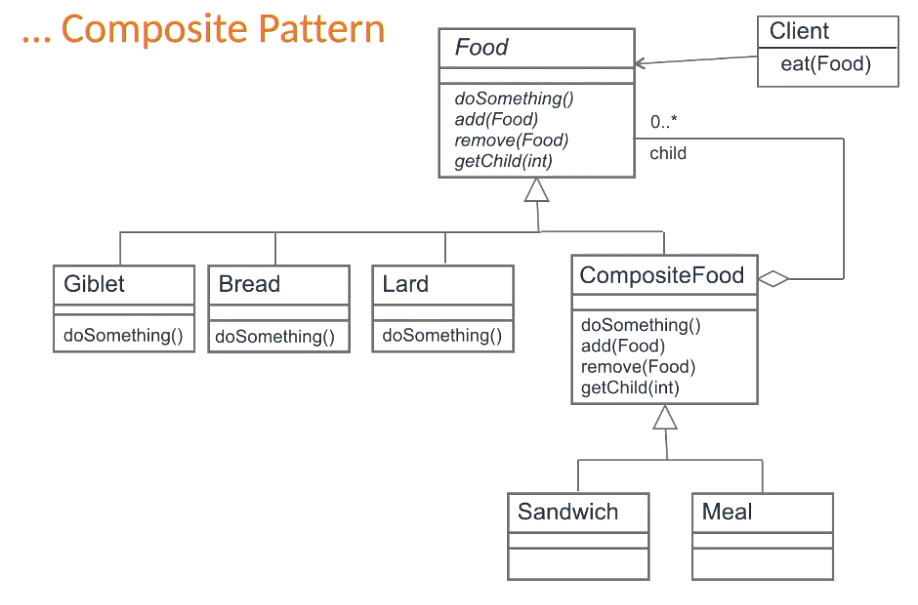 ... Composite Pattern
Food
doSomething()
add(Food)
remove(Food)
getChild(int)
Client
eat(Food)
0..*
child
Giblet
doSomething()
Bread
doSomething()
Lard
doSomething()
CompositeFood
doSomething()
add(Food)
remove(Food)
getChild(int)
Sandwich
Meal